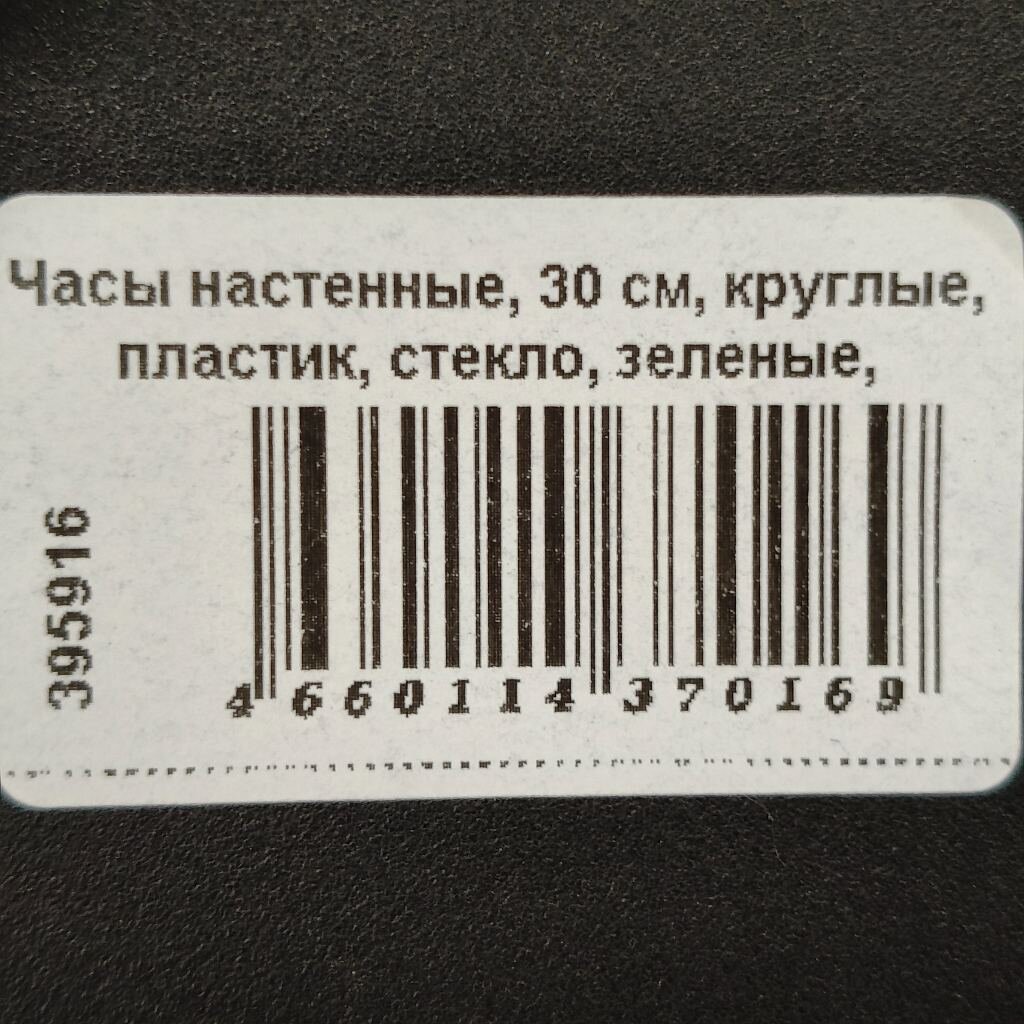 Часы настенные, 30 см, круглые,
пластик, стекло, зеленые,
395916
4 660114 370169